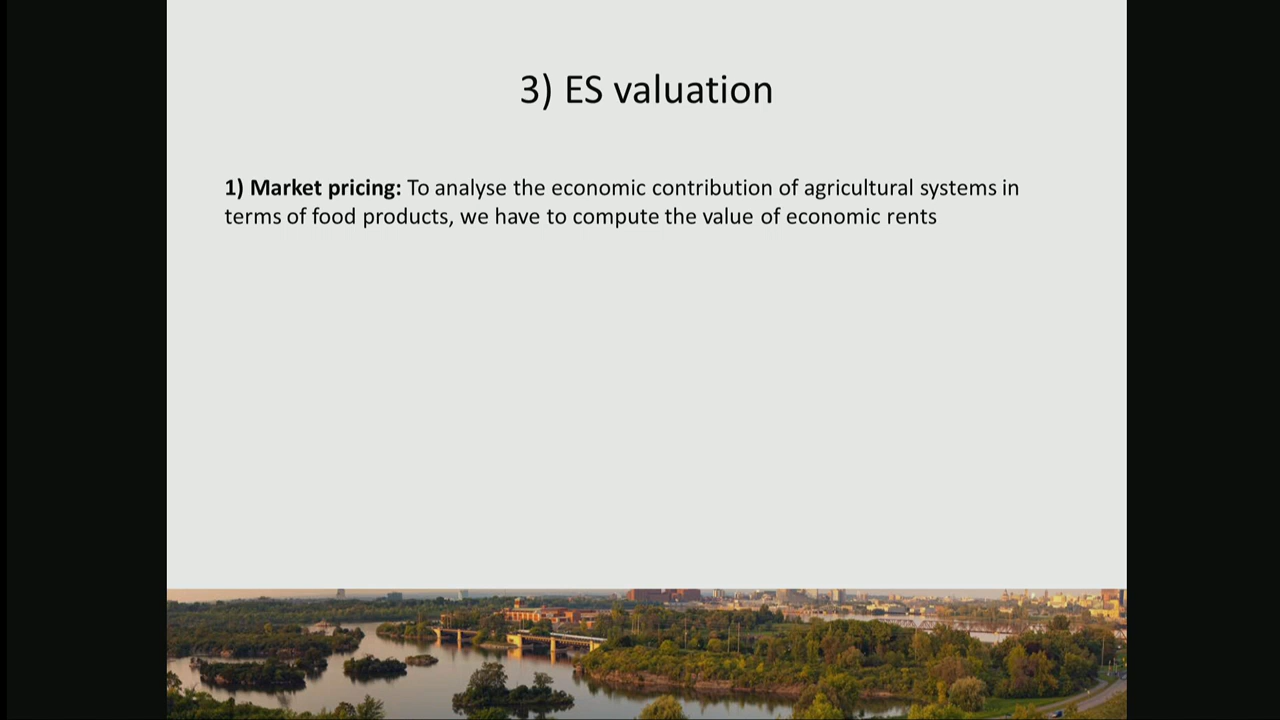 3) ES valuation
1) Market pricing: To analyse the economic contribution of agricultural systems in
terms of food products, we have to compute the value of economic rents